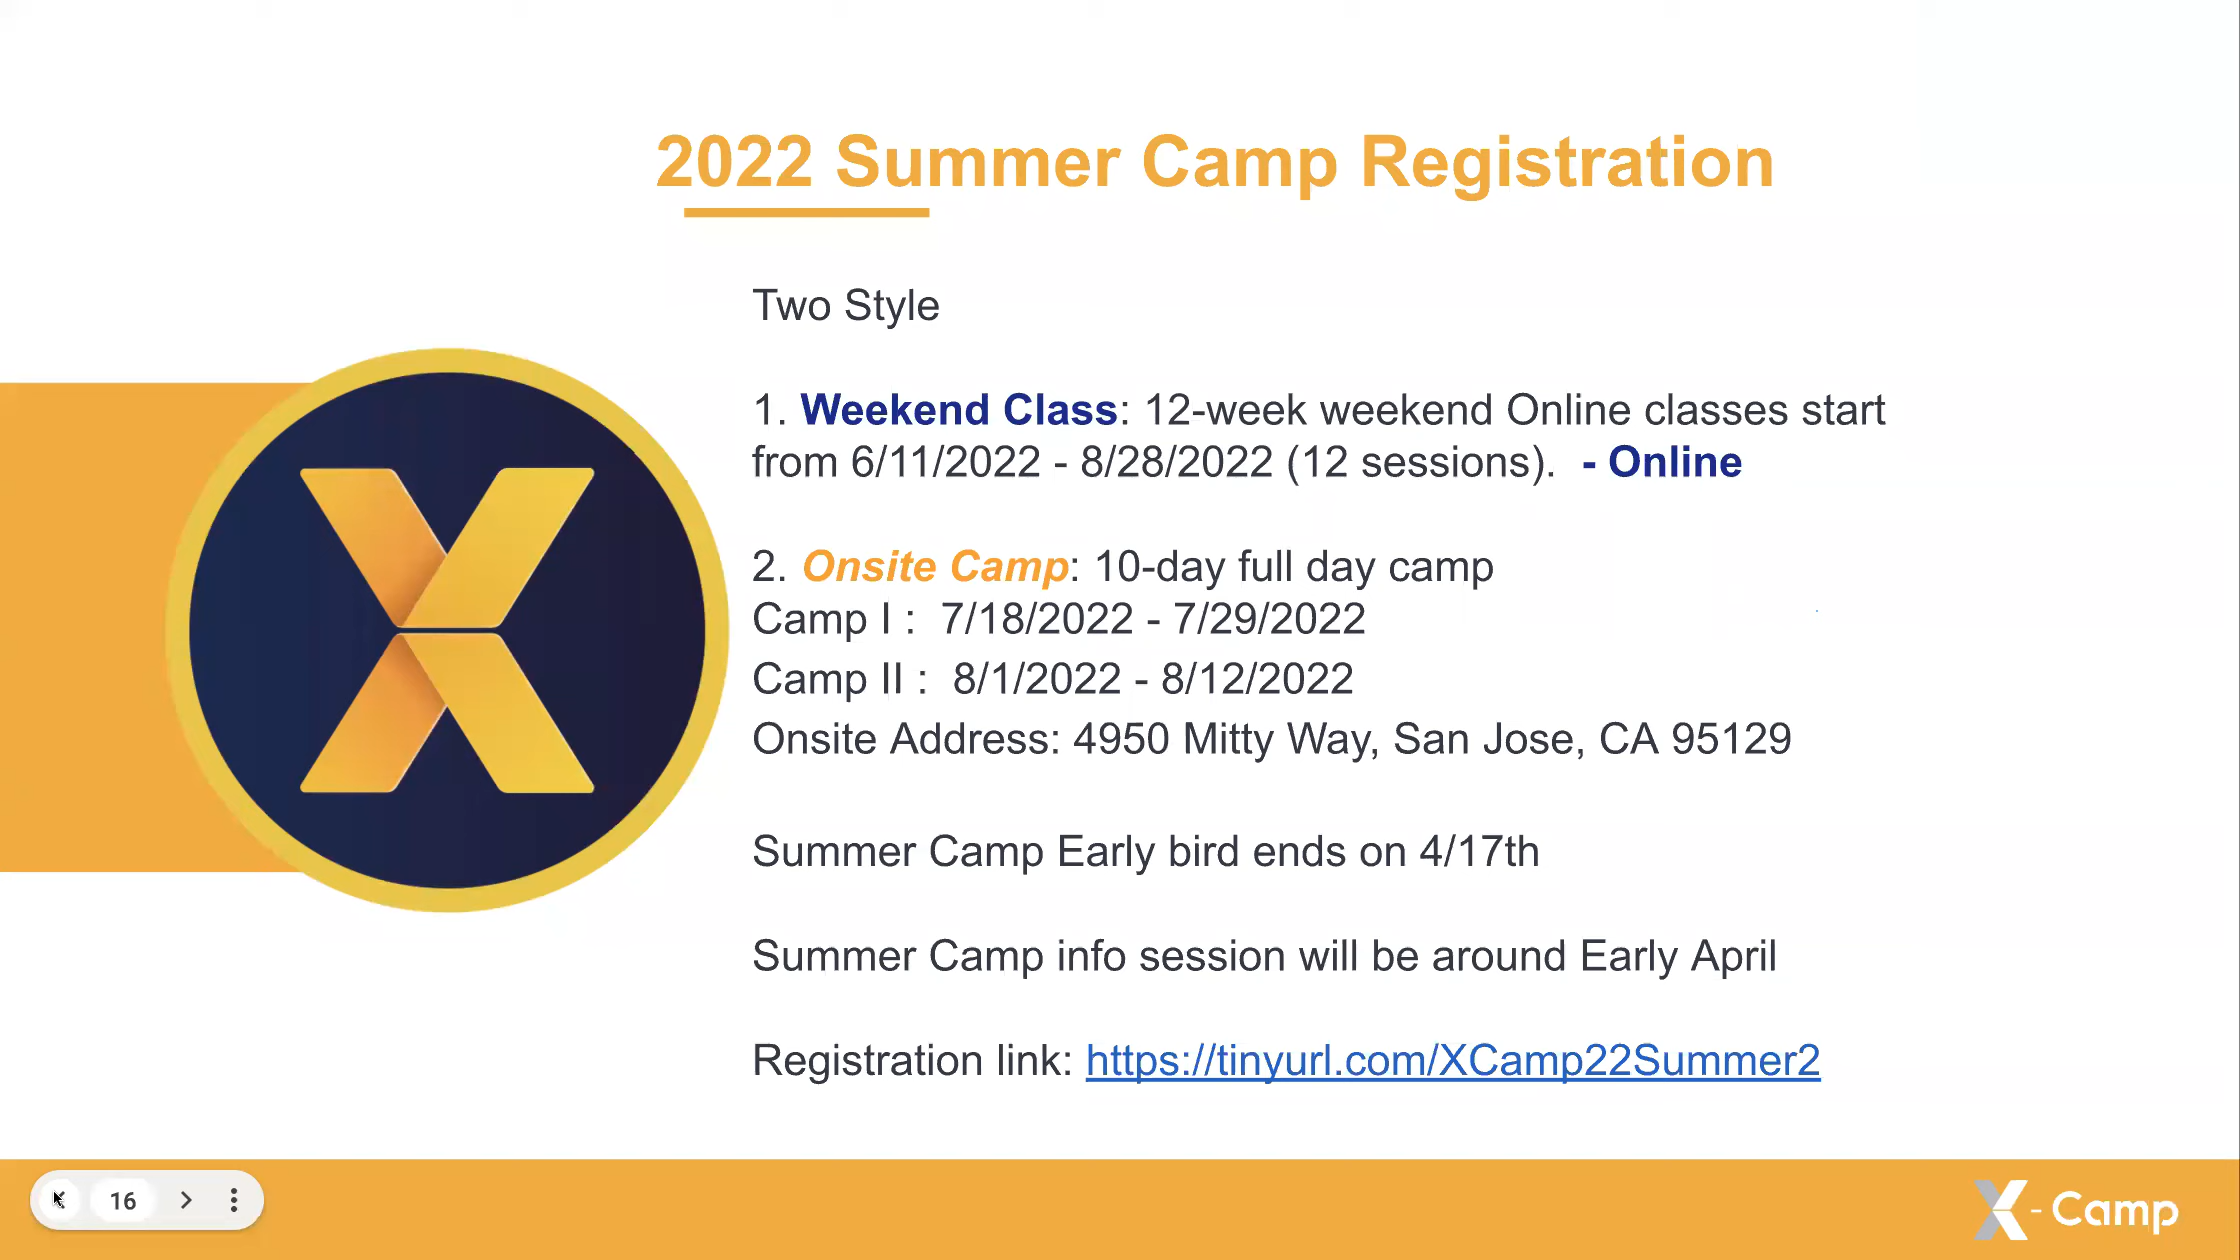 2022 Summer Camp Registration
Two Style
1. Weekend Class: 12-week weekend Online classes start
from 6/11/2022 - 8/28/2022 (12 sessions).  - Online
2. Onsite Camp: 10-day full day camp
Camp I :  7/18/2022 - 7/29/2022
Camp II :  8/1/2022 - 8/12/2022
Onsite Address: 4950 Mitty Way, San Jose, CA 95129
Summer Camp Early bird ends on 4/17th
Summer Camp info session will be around Early April
Registration link: https://tinyurl.com/XCamp22Summer2
16
X - Camp